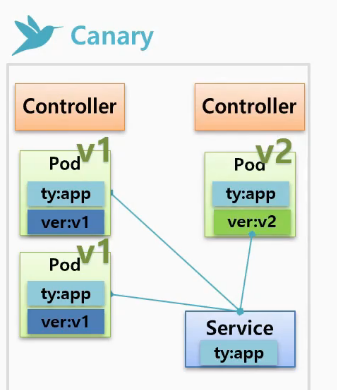 Canary
Controller
Controller
v1
Pod
ty:app
ver:v1
v2
Pod
ty:app
ver:v2
v1
Pod
ty:app
ver:v1
Service
ty:app